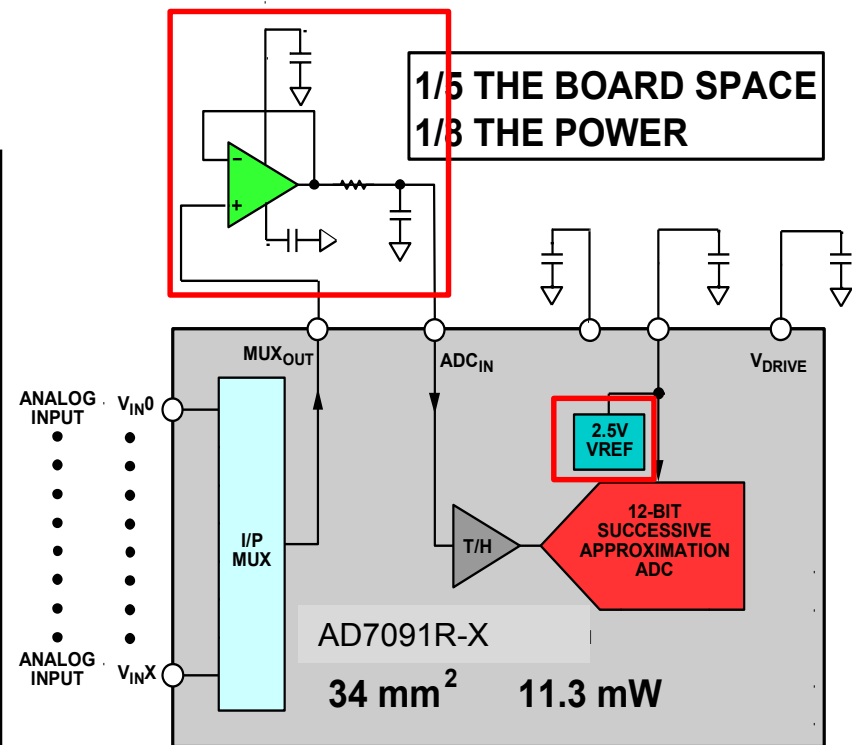 1/5 THE BOARD SPACE
1/8 THE POWER
−
+
MUXOUT
ADCIN
VDRIVE
ANALOG
INPUT
VIN0
2.5V
VREF
I/P
MUX
T/H
12-BIT
SUCCESSIVE
APPROXIMATION
ADC
AD7091R-X
ANALOG
INPUT
VINX
34 mm²
11.3 mW